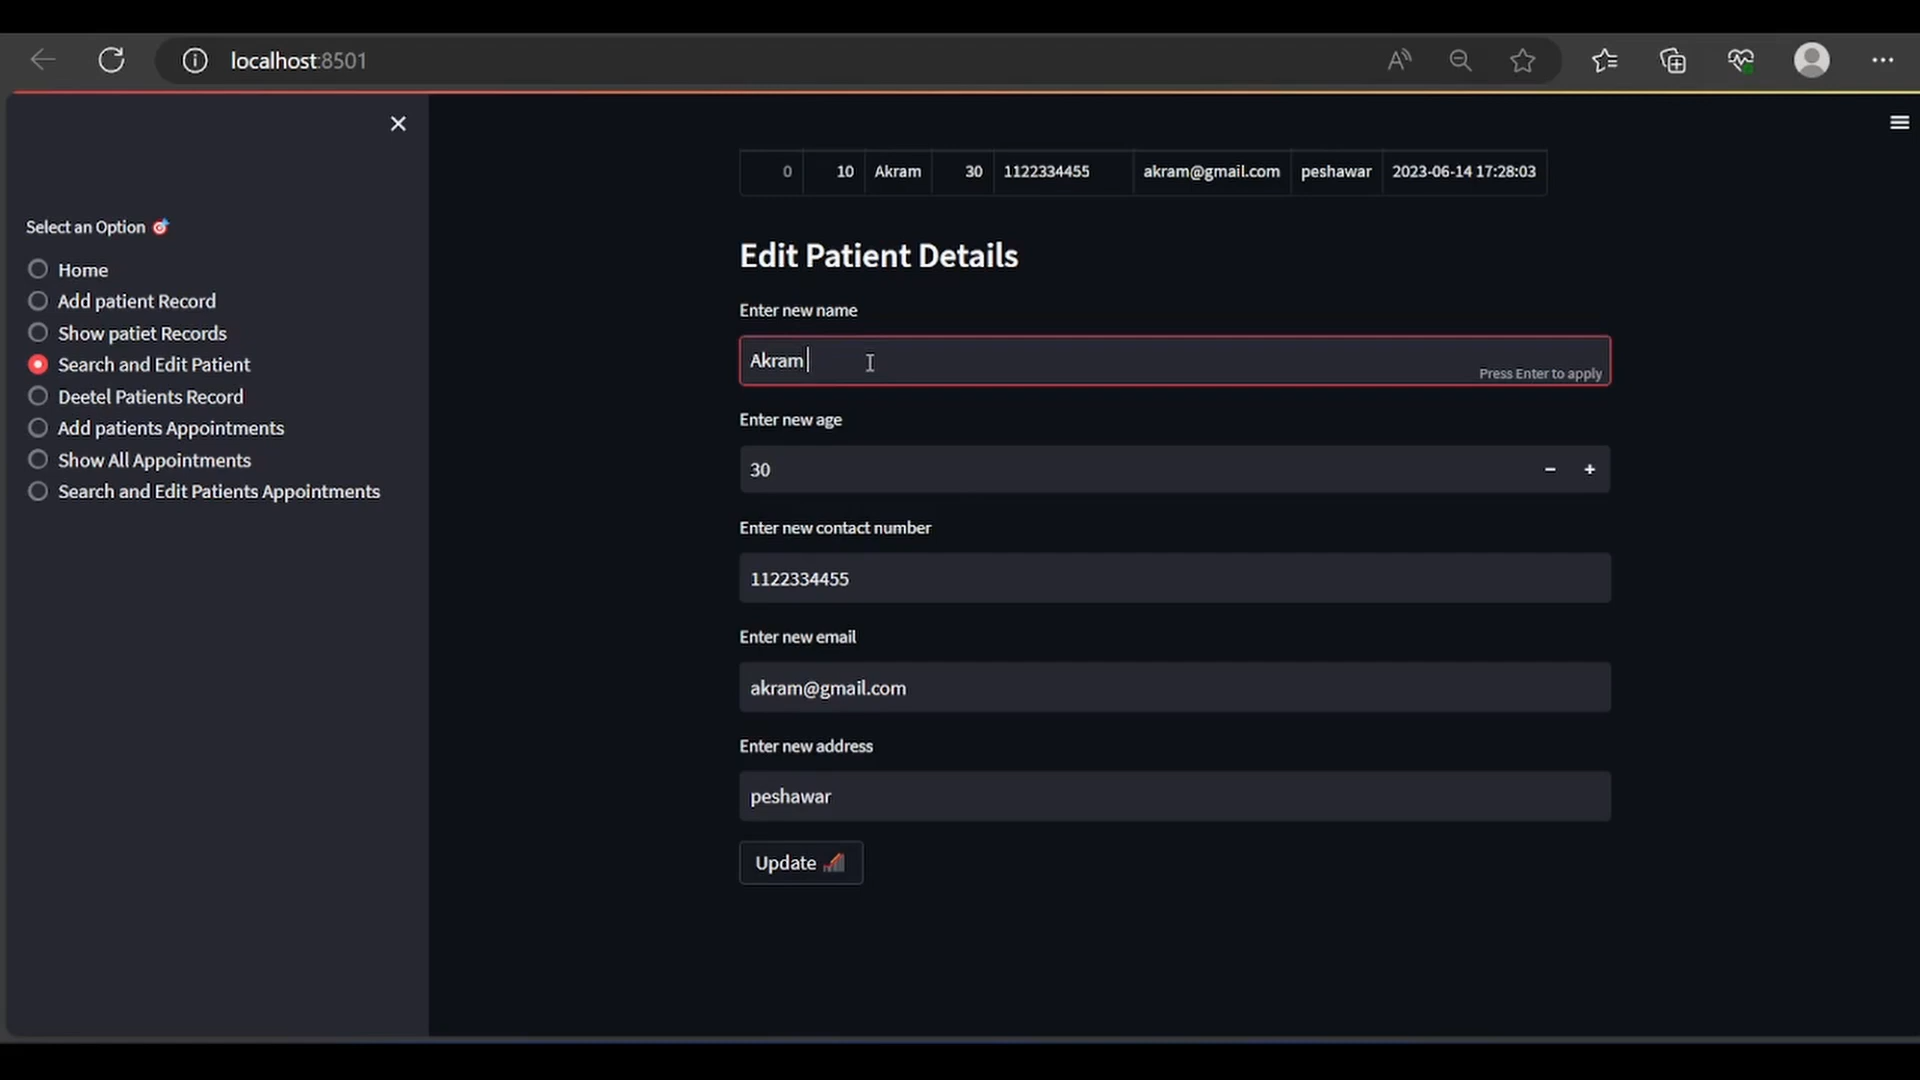 localhost:8501
Select an Option
Home
Add patient Record
Show patiet Records
Search and Edit Patient
Deetel Patients Record
Add patients Appointments
Show All Appointments
Search and Edit Patients Appointments
0 10 Akram 30 1122334455 akram@gmail.com peshawar 2023-06-14 17:28:03
Edit Patient Details
Enter new name
Akram
Press Enter to apply
Enter new age
30
Enter new contact number
1122334455
Enter new email
akram@gmail.com
Enter new address
peshawar
Update